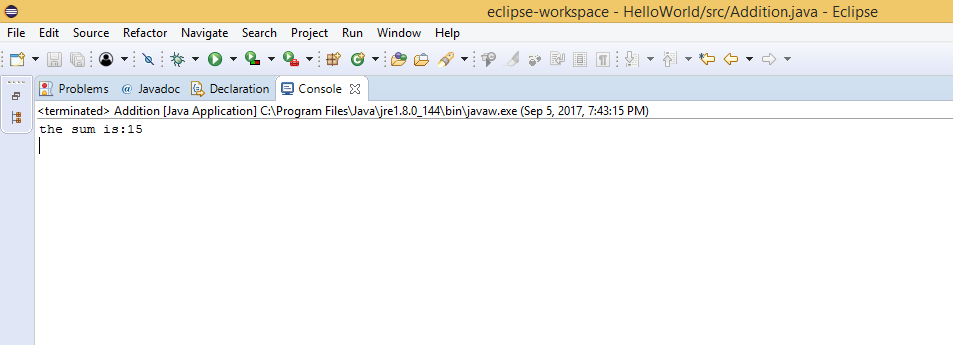 eclipse-workspace - HelloWorld/src/Addition.java - Eclipse
File Edit Source Refactor Navigate Search Project Run Window Help
Problems @ Javadoc Declaration Console
<terminated> Addition [Java Application] C:\Program Files\Java\jre1.8.0_144\bin\javaw.exe (Sep 5, 2017, 7:43:15 PM)
the sum is:15